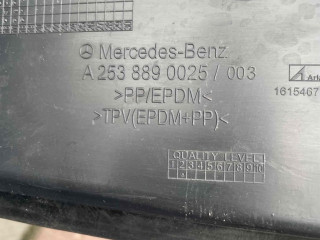 Mercedes-Benz
A 253 889 0025 / 003
>PP/EPDM<
>TPV(EPDM+PP)<
1615467
QUALITY LEVEL